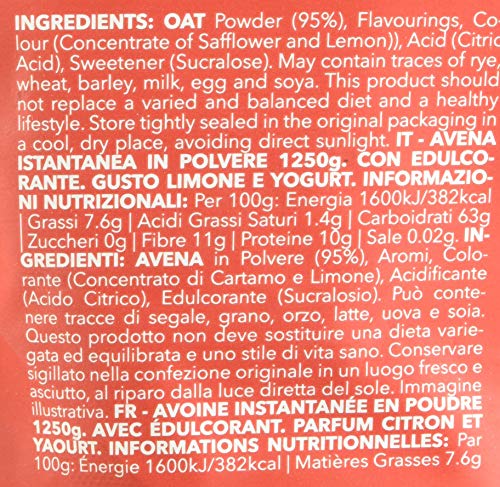 INGREDIENTS: OAT Powder (95%), Flavourings, Co-
lour (Concentrate of Safflower and Lemon)), Acid (Citric
Acid), Sweetener (Sucralose). May contain traces of rye,
wheat, barley, milk, egg and soya. This product should
not replace a varied and balanced diet and a healthy
lifestyle. Store tightly sealed in the original packaging in
a cool, dry place, avoiding direct sunlight. IT - AVENA
ISTANTANEA IN POLVERE 1250g. CON EDULCO-
RANTE. GUSTO LIMONE E YOGURT. INFORMAZIO-
NI NUTRIZIONALI: Per 100g: Energia 1600kJ/382kcal
| Grassi 7.6g | Acidi Grassi Saturi 1.4g | Carboidrati 63g
|Zuccheri 0g | Fibre 11g | Proteine 10g | Sale 0.02g. IN-
GREDIENTI: AVENA in Polvere (95%), Aromi, Colo-
rante (Concentrato di Cartamo e Limone), Acidificante
(Acido Citrico), Edulcorante (Sucralosio). Può conte-
nere tracce di segale, grano, orzo, latte, uova e soia.
Questo prodotto non deve sostituire una dieta varie-
gata ed equilibrata e uno stile di vita sano. Conservare
sigillato nella confezione originale in un luogo fresco e
asciutto, al riparo dalla luce diretta del sole. Immagine
illustrativa. FR - AVOINE INSTANTANÉE EN POUDRE
1250g. AVEC ÉDULCORANT. PARFUM CITRON ET
YAOURT. INFORMATIONS NUTRITIONNELLES: Par
100g: Énergie 1600kJ/382kcal | Matières Grasses 7.6g